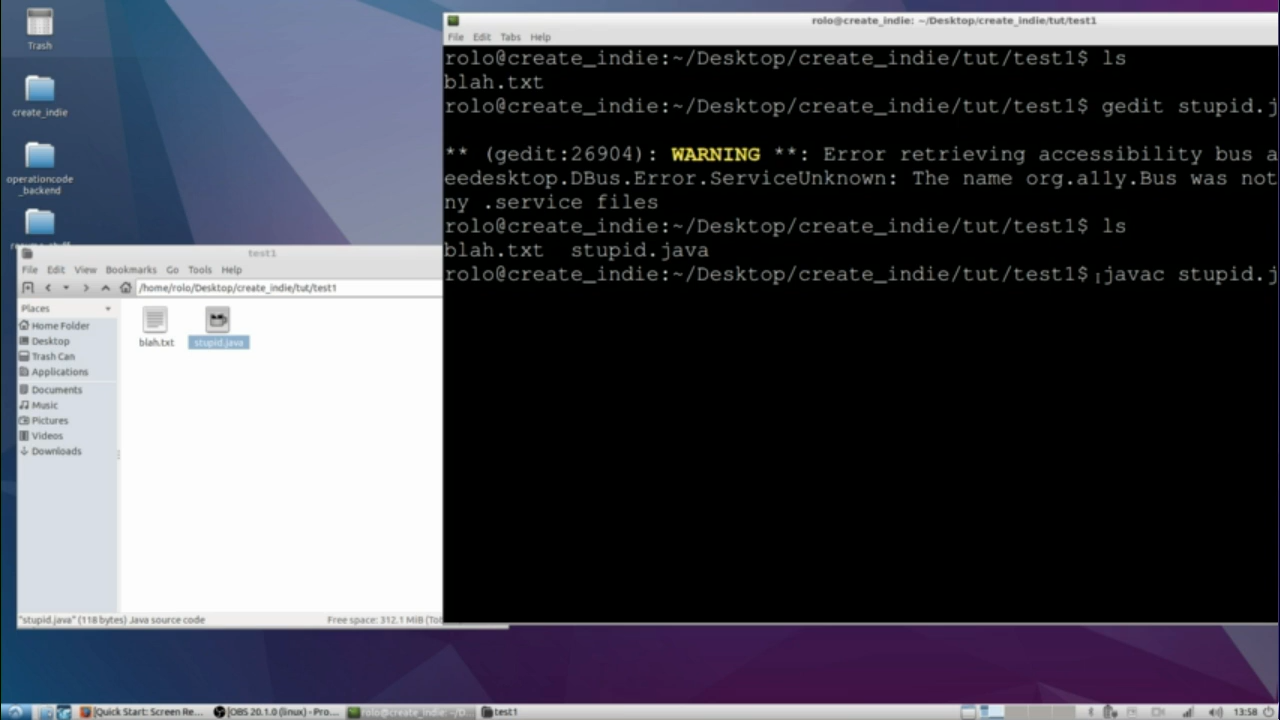 Trash
create_indie
operationcode
_backend
rolo@create_indie: ~/Desktop/create_indie/tut/test1
File Edit Tabs Help
rolo@create_indie:~/Desktop/create_indie/tut/test1$ ls
blah.txt
rolo@create_indie:~/Desktop/create_indie/tut/test1$ gedit stupid.j
** (gedit:26904): WARNING **: Error retrieving accessibility bus a
eedesktop.DBus.Error.ServiceUnknown: The name org.a11y.Bus was not
ny .service files
rolo@create_indie:~/Desktop/create_indie/tut/test1$ ls
blah.txt stupid.java
rolo@create_indie:~/Desktop/create_indie/tut/test1$ javac stupid.j
test1
File Edit View Bookmarks Go Tools Help
/home/rolo/Desktop/create_indie/tut/test1
Places
Home Folder
Desktop
Trash Can
Applications
Documents
Music
Pictures
Videos
Downloads
blah.txt
stupid.java
"stupid.java" (118 bytes) Java source code
Free space: 312.1 MiB (Tot
[Quick Start: Screen Re...
[OBS 20.1.0 (linux) - Pro...
rolo@create_indie: ~/D...
test1
13:58